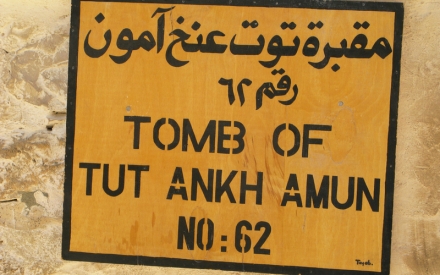 مقبرة توت عنخ آمون
رقم ٦٢
TOMB OF
TUT ANKH AMUN
NO: 62